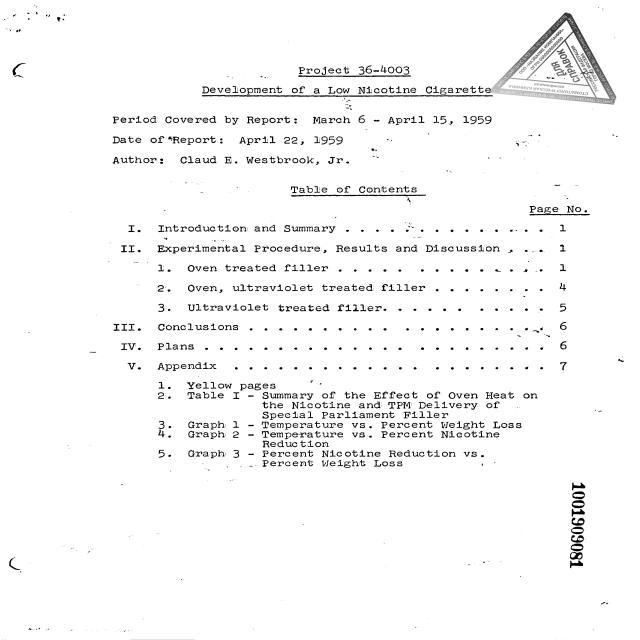 Project 36-4003
Development of a Low Nicotine Cigarette
Period Covered by Report: March 6 - April 15, 1959
Date of Report: April 22, 1959
Author: Claud E. Westbrook, Jr.
Table of Contents
Page No.
I. Introduction and Summary . . . . . . . . . . . . . . 1
II. Experimental Procedure, Results and Discussion . . . 1
1. Oven treated filler . . . . . . . . . . . . . . 1
2. Oven, ultraviolet treated filler . . . . . . . . 4
3. Ultraviolet treated filler. . . . . . . . . . . 5
III. Conclusions . . . . . . . . . . . . . . . . . . . . 6
IV. Plans . . . . . . . . . . . . . . . . . . . . . . . 6
V. Appendix . . . . . . . . . . . . . . . . . . . . . 7
1. Yellow pages
2. Table I - Summary of the Effect of Oven Heat on
the Nicotine and TPM Delivery of
Special Parliament Filler
3. Graph 1 - Temperature vs. Percent Weight Loss
4. Graph 2 - Temperature vs. Percent Nicotine
Reduction
5. Graph 3 - Percent Nicotine Reduction vs.
Percent Weight Loss
1001909081
ДЛЯ
СПРАВОК